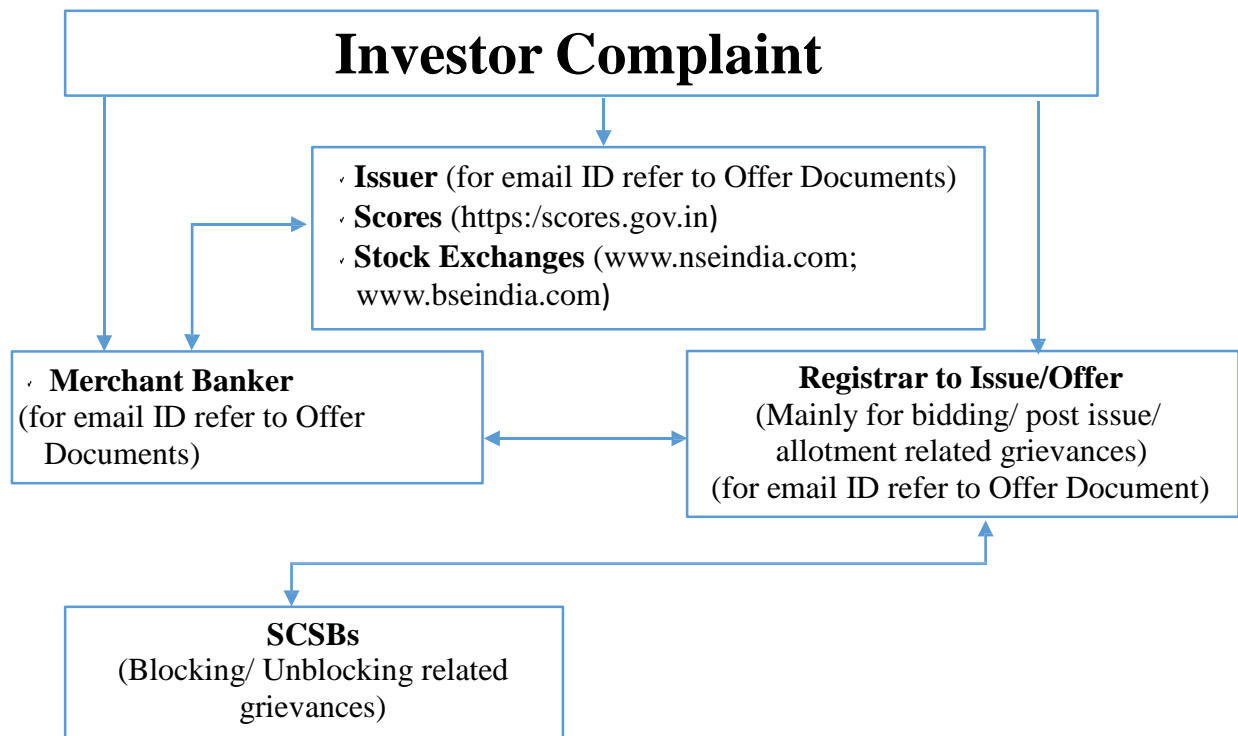 Investor Complaint
✓ Issuer (for email ID refer to Offer Documents)
✓ Scores (https:/scores.gov.in)
✓ Stock Exchanges (www.nseindia.com;
www.bseindia.com)
✓ Merchant Banker
(for email ID refer to Offer
Documents)
Registrar to Issue/Offer
(Mainly for bidding/ post issue/
allotment related grievances)
(for email ID refer to Offer Document)
SCSBs
(Blocking/ Unblocking related
grievances)